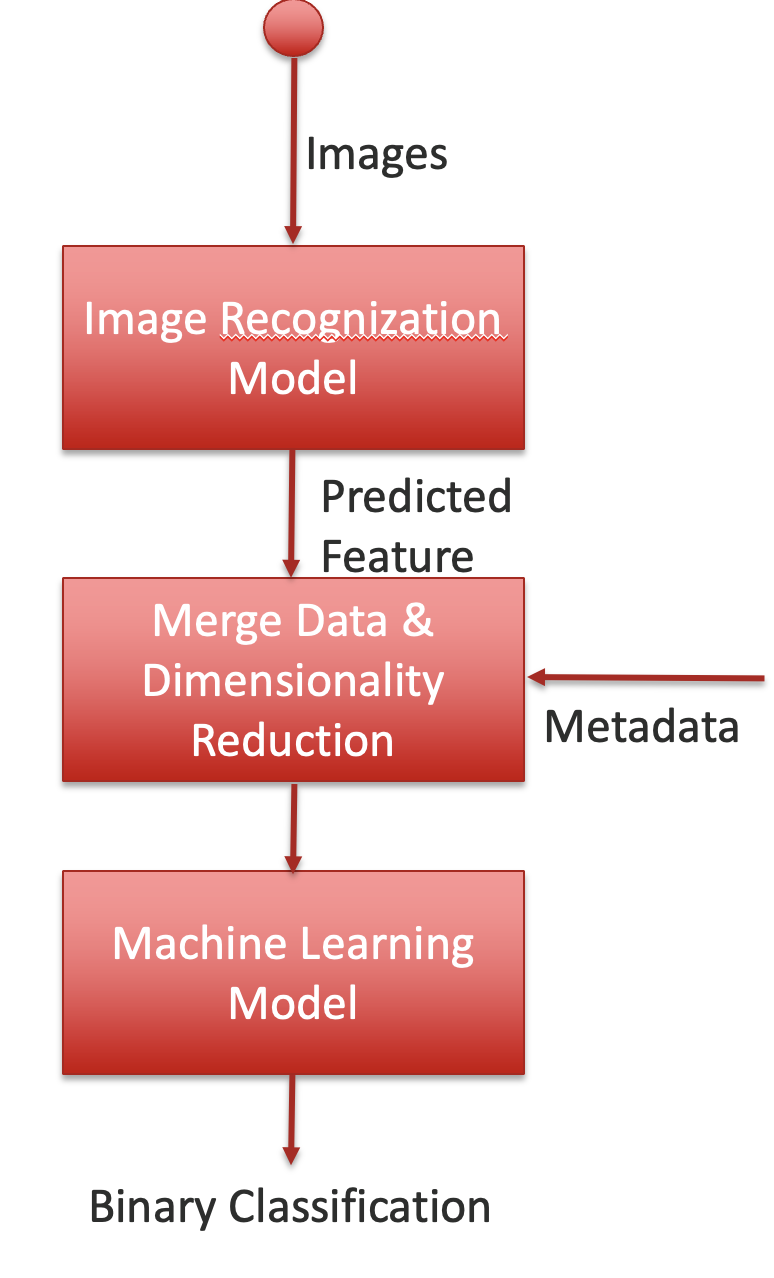 Images
Image Recognization
Model
Predicted
Feature
Merge Data &
Dimensionality
Reduction
Metadata
Machine Learning
Model
Binary Classification